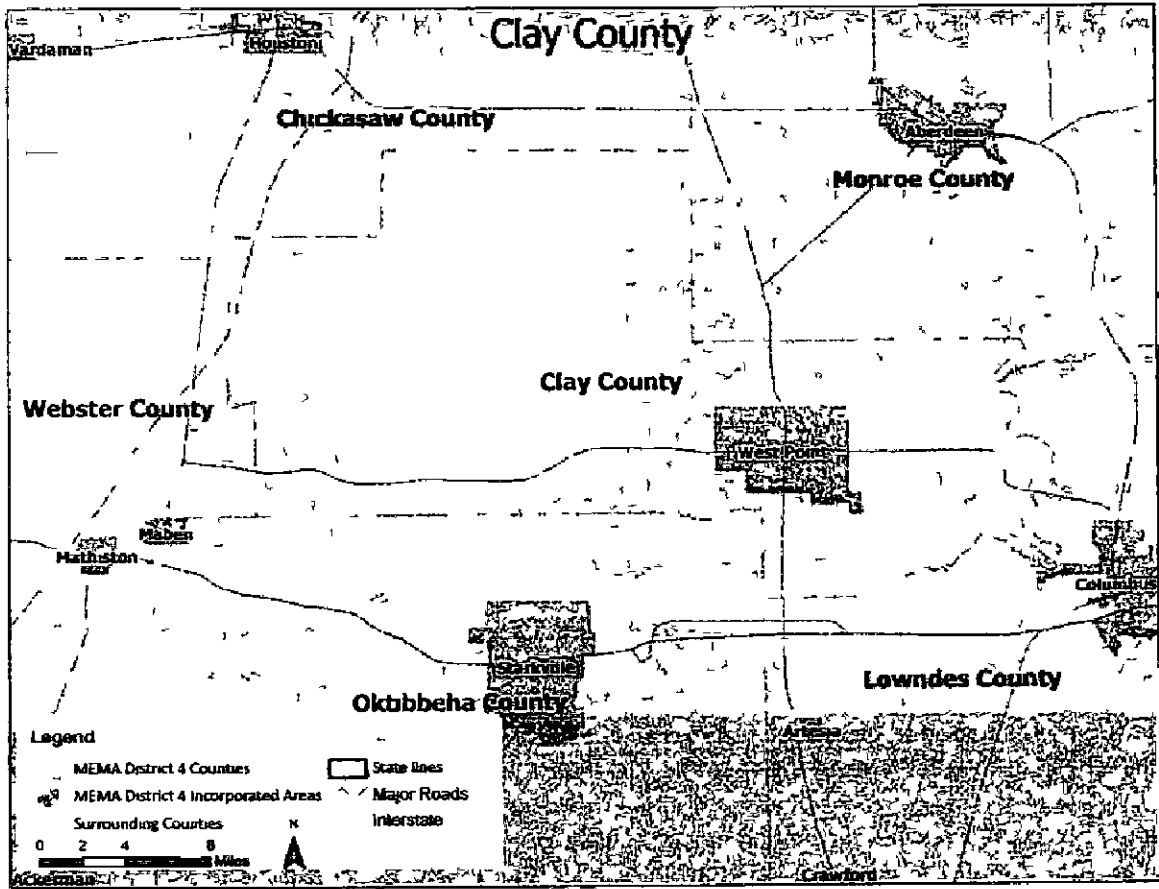 Clay County
Vardaman
Houston
Chickasaw County
Aberdeen
Monroe County
Clay County
Webster County
West Point
Maben
Mathiston
Columbus
Starkville
Oktibbeha County
Lowndes County
Artesia
Legend
MEMA District 4 Counties
MEMA District 4 Incorporated Areas
Surrounding Counties
State lines
Major Roads
Interstate
N
0 2 4 8
Miles
Ackerman
Crawford